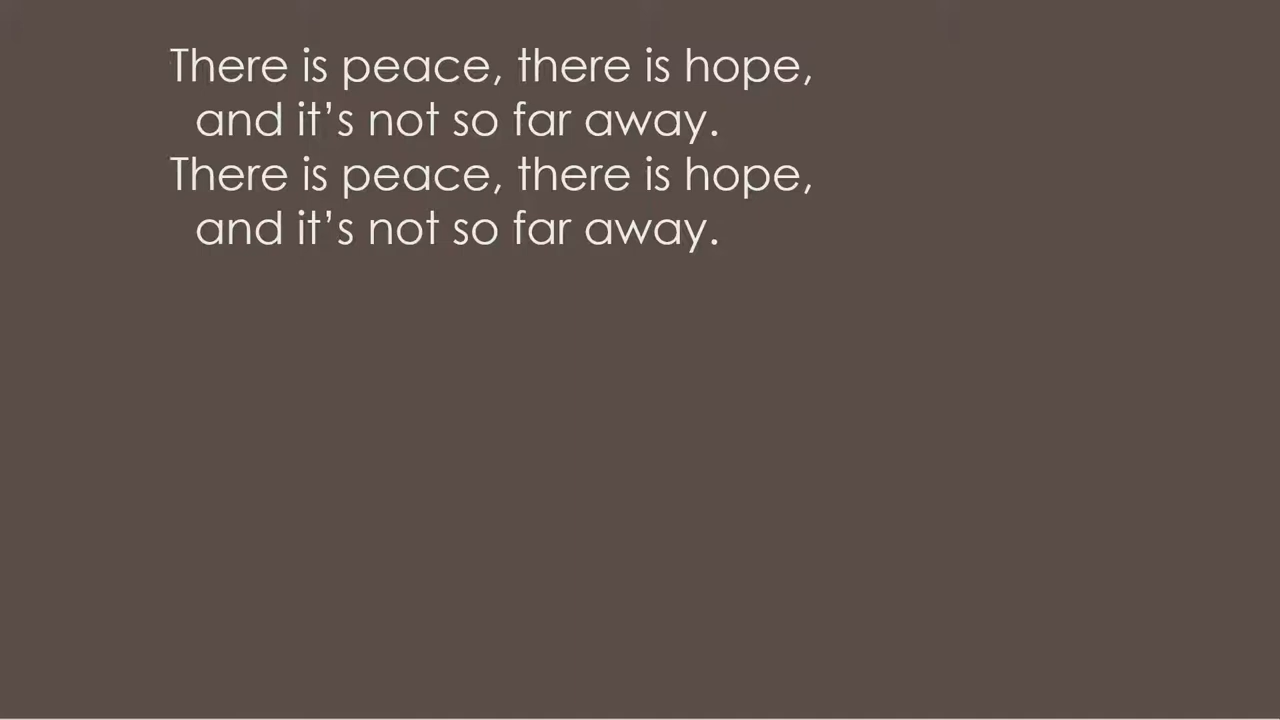 There is peace, there is hope,
and it’s not so far away.
There is peace, there is hope,
and it’s not so far away.